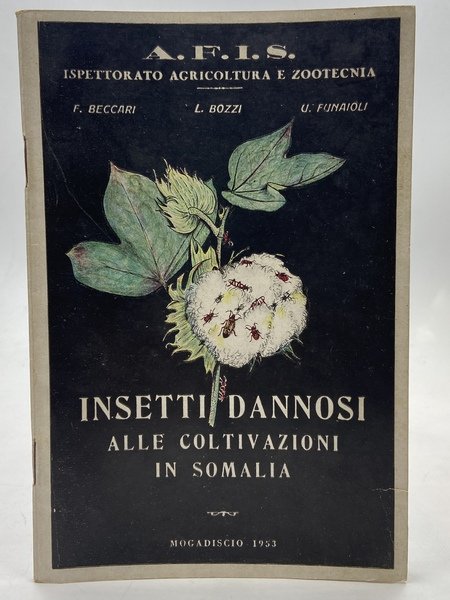 A.F.I.S.
ISPETTORATO AGRICOLTURA E ZOOTECNIA
F. BECCARI L. BOZZI U. FUNAIOLI
INSETTI DANNOSI
ALLE COLTIVAZIONI
IN SOMALIA
MOGADISCIO 1953